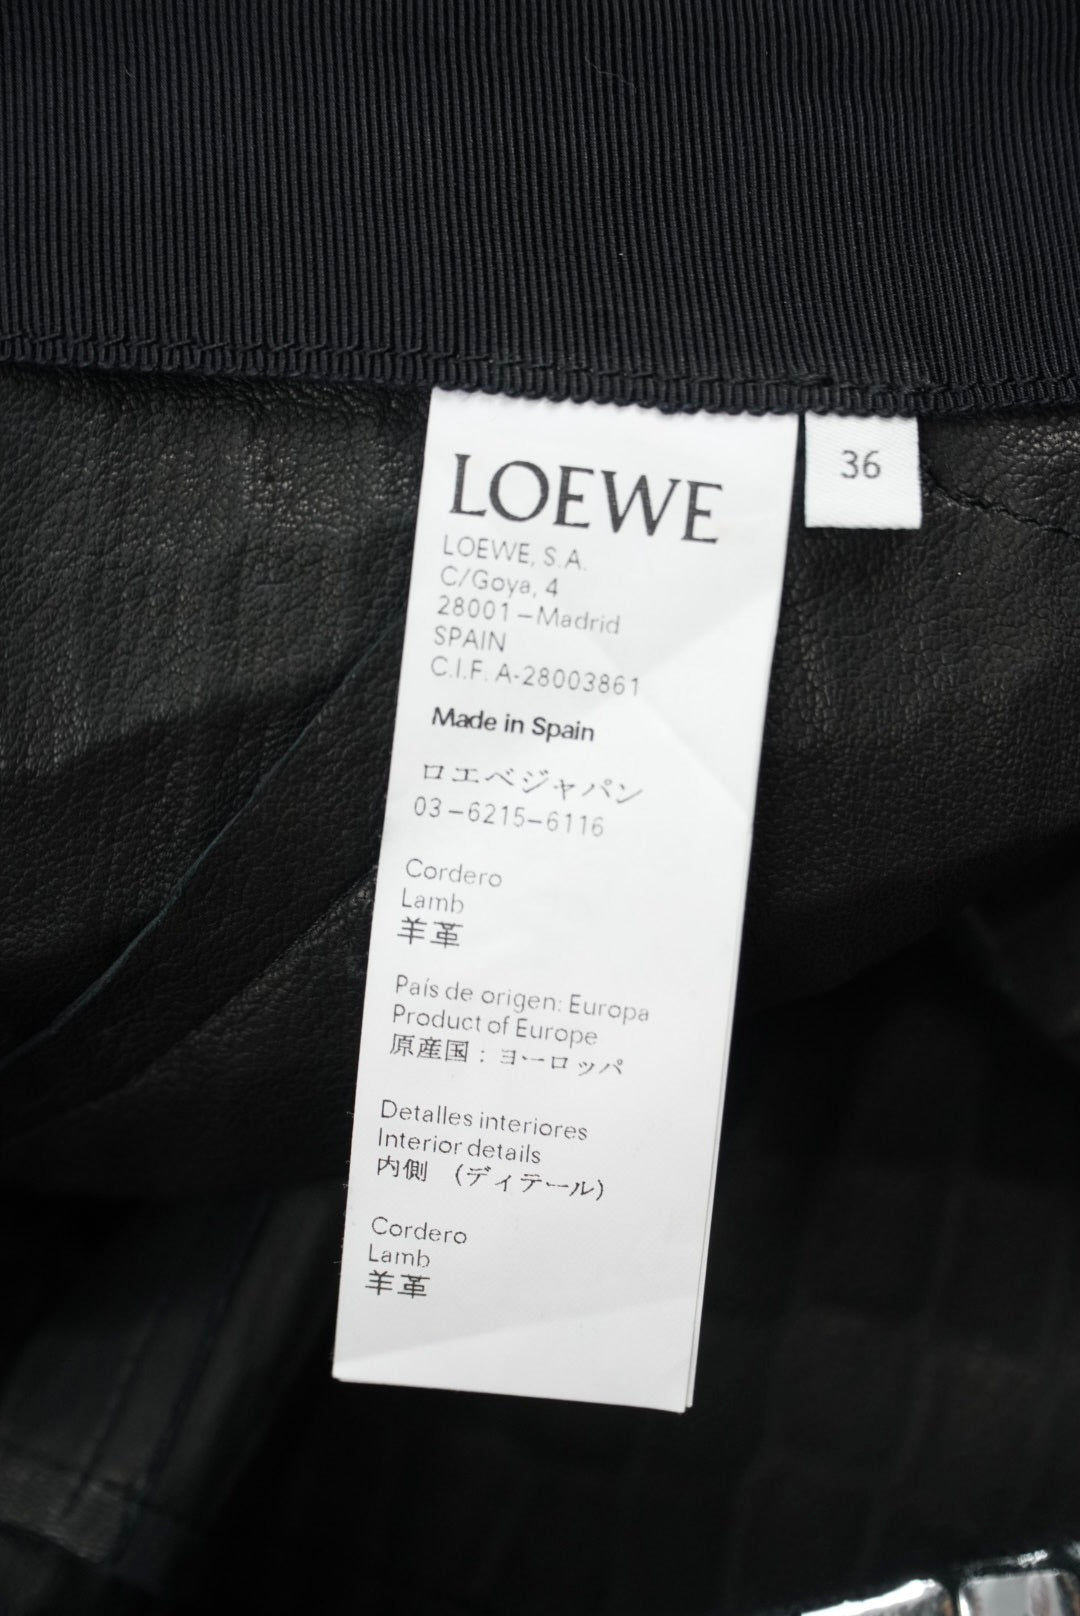 LOEWE
36
LOEWE, S.A.
C/Goya, 4
28001 – Madrid
SPAIN
C.I.F. A-28003861
Made in Spain
ロエベジャパン
03-6215-6116
Cordero
Lamb
羊革
País de origen: Europa
Product of Europe
原産国：ヨーロッパ
Detalles interiores
Interior details
内側 （ディテール）
Cordero
Lamb
羊革